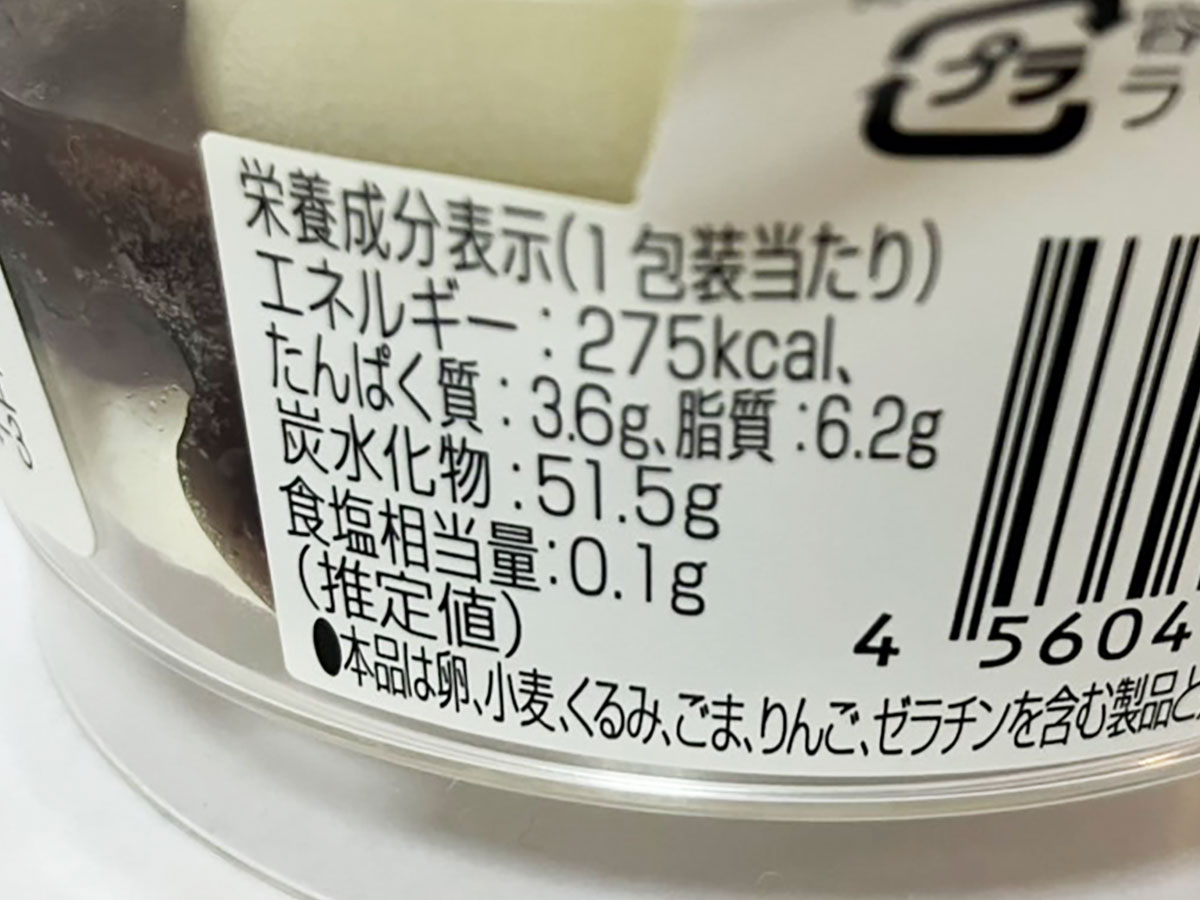 プラ
容
ラ
栄養成分表示(1包装当たり)
エネルギー:275kcal、
たんぱく質:3.6g、脂質:6.2g
炭水化物:51.5g
食塩相当量:0.1g
(推定値)
●本品は卵、小麦、くるみ、ごま、りんご、ゼラチンを含む製品と
4 5604